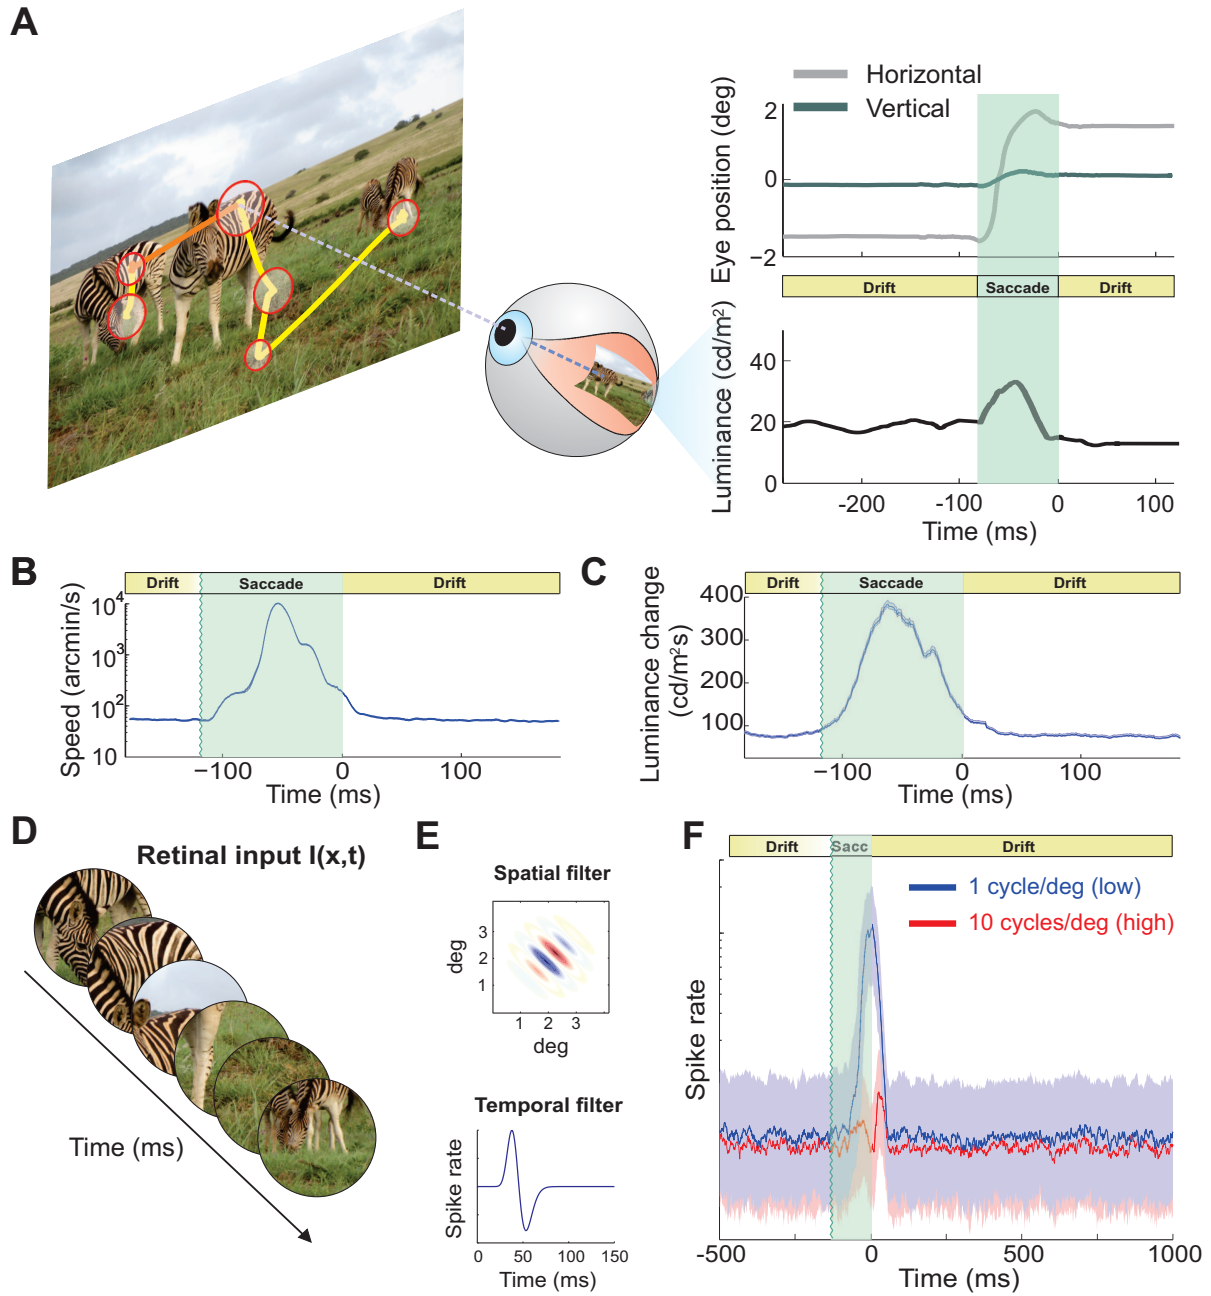 A
Horizontal
Vertical
Eye position (deg)
2
0
−2
Drift
Saccade
Drift
Luminance (cd/m²)
40
20
0
-200
-100
0
100
Time (ms)
B
Drift
Saccade
Drift
Speed (arcmin/s)
10⁴
10³
10²
10
−100
0
100
Time (ms)
C
Drift
Saccade
Drift
Luminance change
(cd/m²s)
400
300
200
100
−100
0
100
Time (ms)
D
Retinal input I(x,t)
Time (ms)
E
Spatial filter
deg
3
2
1
1
2
3
deg
Temporal filter
Spike rate
0
50
100
150
Time (ms)
F
Drift
Sacc
Drift
1 cycle/deg (low)
10 cycles/deg (high)
Spike rate
-500
0
500
1000
Time (ms)